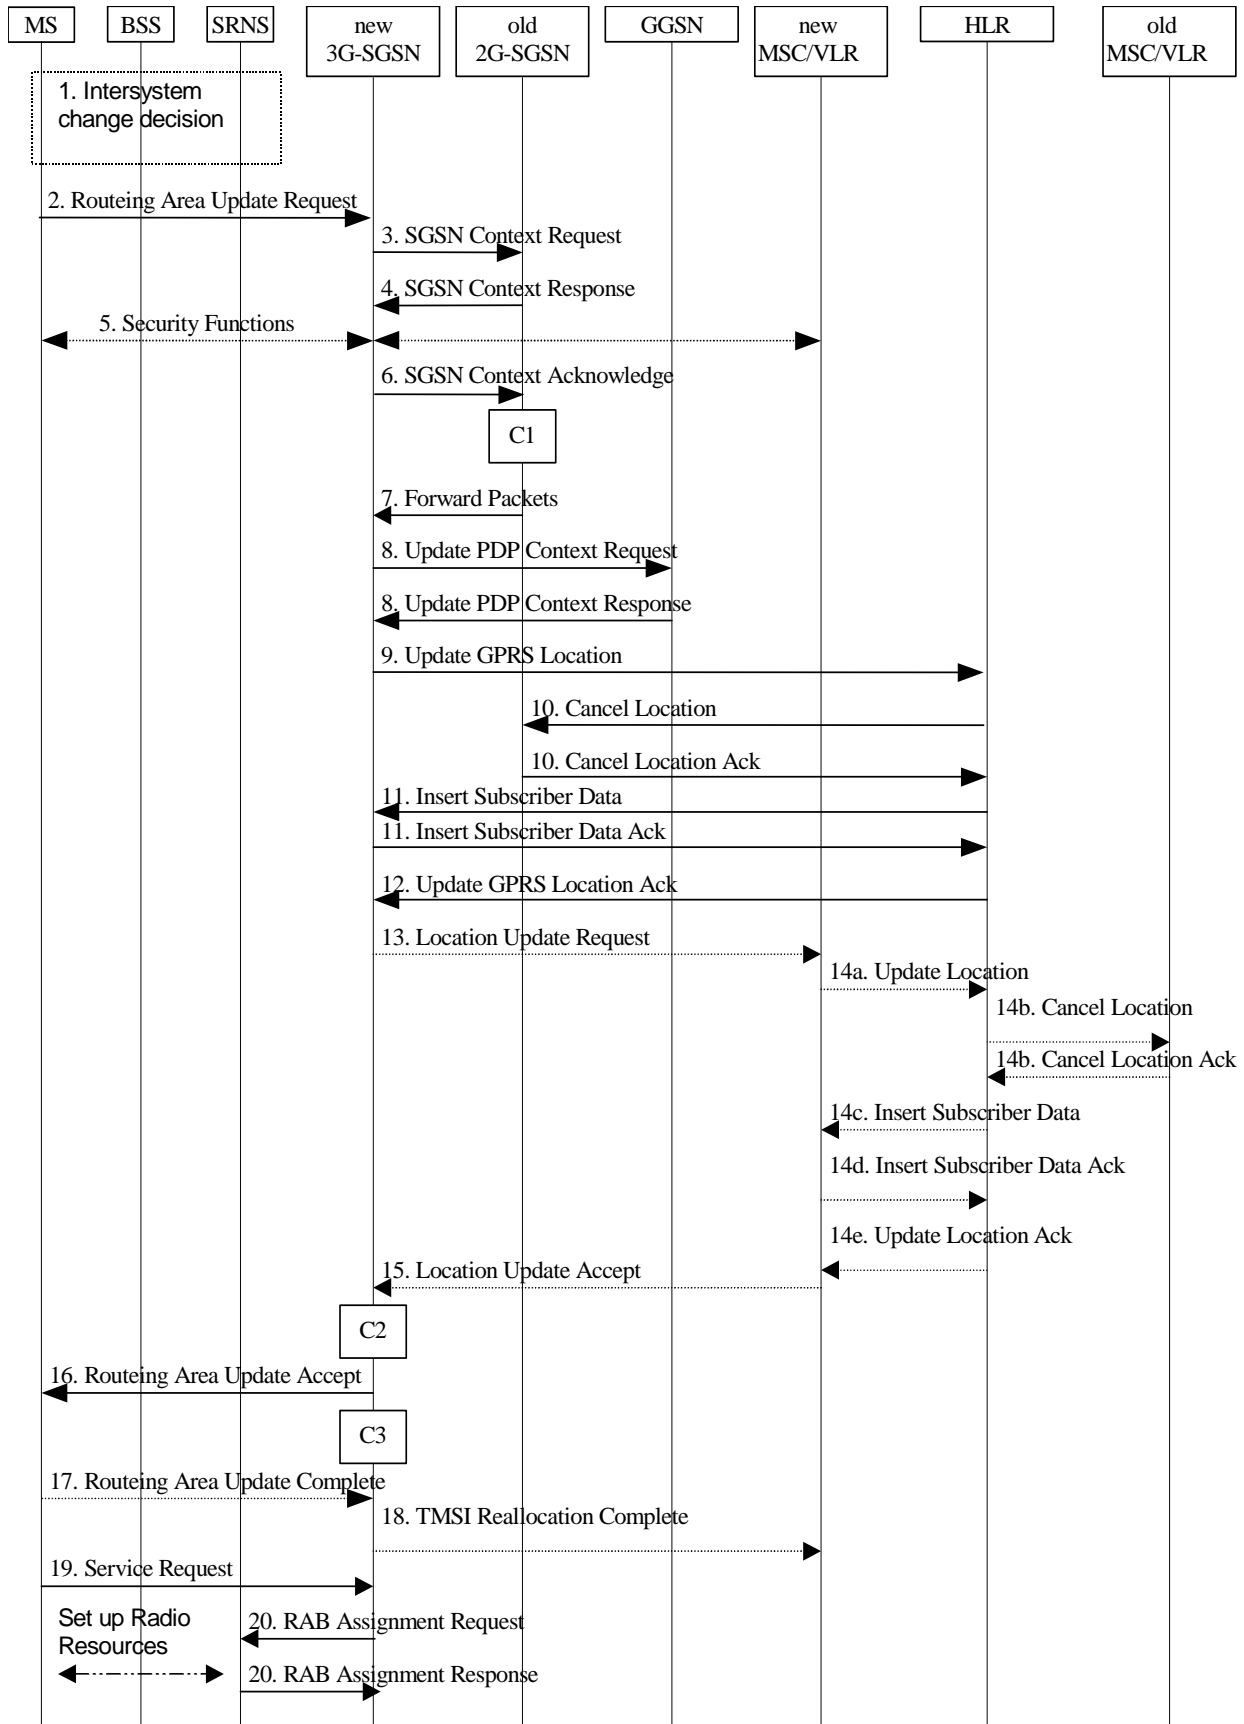 MS
BSS
SRNS
new
3G-SGSN
old
2G-SGSN
GGSN
new
MSC/VLR
HLR
old
MSC/VLR
1. Intersystem
change decision
2. Routeing Area Update Request
3. SGSN Context Request
4. SGSN Context Response
5. Security Functions
6. SGSN Context Acknowledge
C1
7. Forward Packets
8. Update PDP Context Request
8. Update PDP Context Response
9. Update GPRS Location
10. Cancel Location
10. Cancel Location Ack
11. Insert Subscriber Data
11. Insert Subscriber Data Ack
12. Update GPRS Location Ack
13. Location Update Request
14a. Update Location
14b. Cancel Location
14b. Cancel Location Ack
14c. Insert Subscriber Data
14d. Insert Subscriber Data Ack
14e. Update Location Ack
15. Location Update Accept
C2
16. Routeing Area Update Accept
C3
17. Routeing Area Update Complete
18. TMSI Reallocation Complete
19. Service Request
Set up Radio
Resources
20. RAB Assignment Request
20. RAB Assignment Response